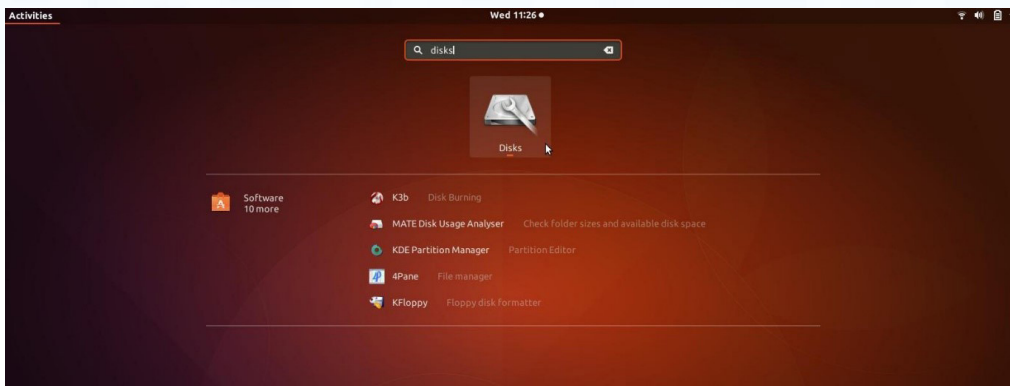 Activities
Wed 11:26
disks
Disks
Software
10 more
K3b Disk Burning
MATE Disk Usage Analyser Check folder sizes and available disk space
KDE Partition Manager Partition Editor
4Pane File manager
KFloppy Floppy disk formatter